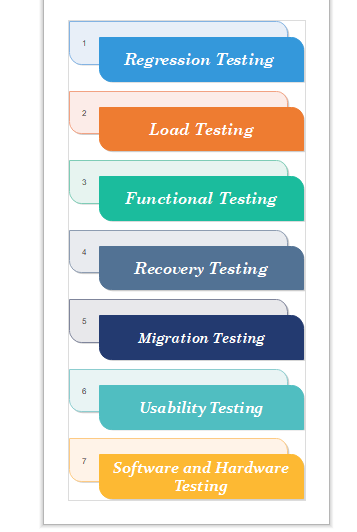 1
Regression Testing
2
Load Testing
3
Functional Testing
4
Recovery Testing
5
Migration Testing
6
Usability Testing
7
Software and Hardware
Testing